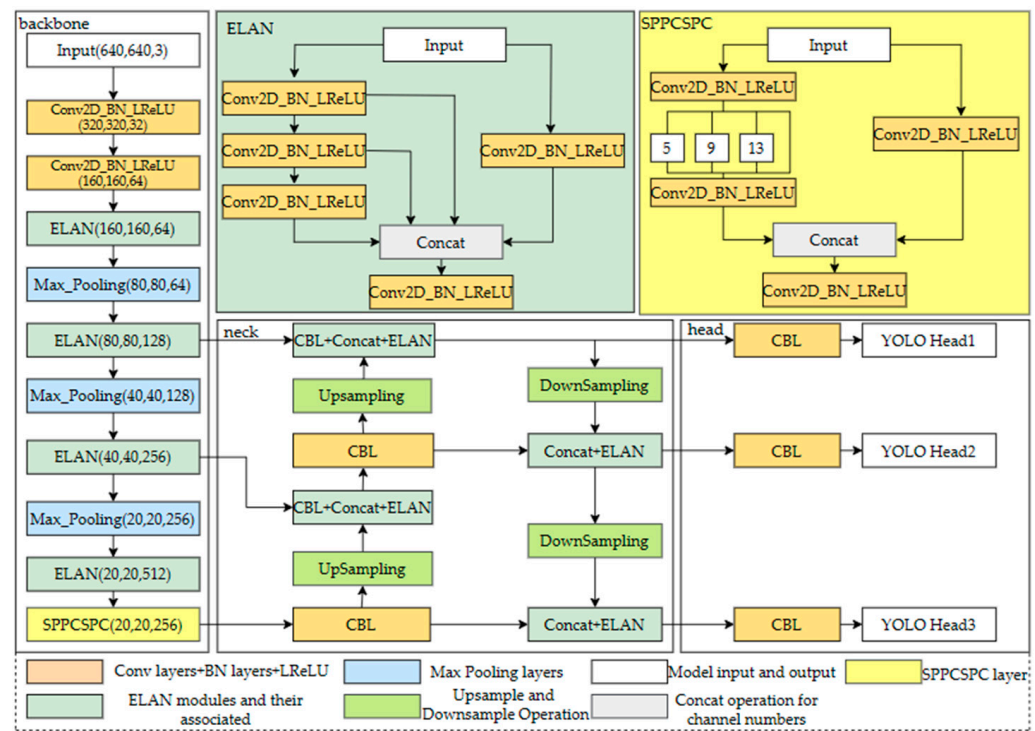 backbone
Input(640,640,3)
Conv2D_BN_LReLU
(320,320,32)
Conv2D_BN_LReLU
(160,160,64)
ELAN(160,160,64)
Max_Pooling(80,80,64)
ELAN(80,80,128)
Max_Pooling(40,40,128)
ELAN(40,40,256)
Max_Pooling(20,20,256)
ELAN(20,20,512)
SPPCSPC(20,20,256)
ELAN
Input
Conv2D_BN_LReLU
Conv2D_BN_LReLU
Conv2D_BN_LReLU
Conv2D_BN_LReLU
Concat
Conv2D_BN_LReLU
SPPCSPC
Input
Conv2D_BN_LReLU
5 9 13
Conv2D_BN_LReLU
Conv2D_BN_LReLU
Concat
Conv2D_BN_LReLU
neck
CBL+Concat+ELAN
Upsampling
CBL
CBL+Concat+ELAN
UpSampling
CBL
DownSampling
Concat+ELAN
DownSampling
Concat+ELAN
head
CBL
YOLO Head1
CBL
YOLO Head2
CBL
YOLO Head3
Conv layers+BN layers+LReLU
Max Pooling layers
Model input and output
SPPCSPC layer
ELAN modules and their
associated
Upsample and
Downsample Operation
Concat operation for
channel numbers